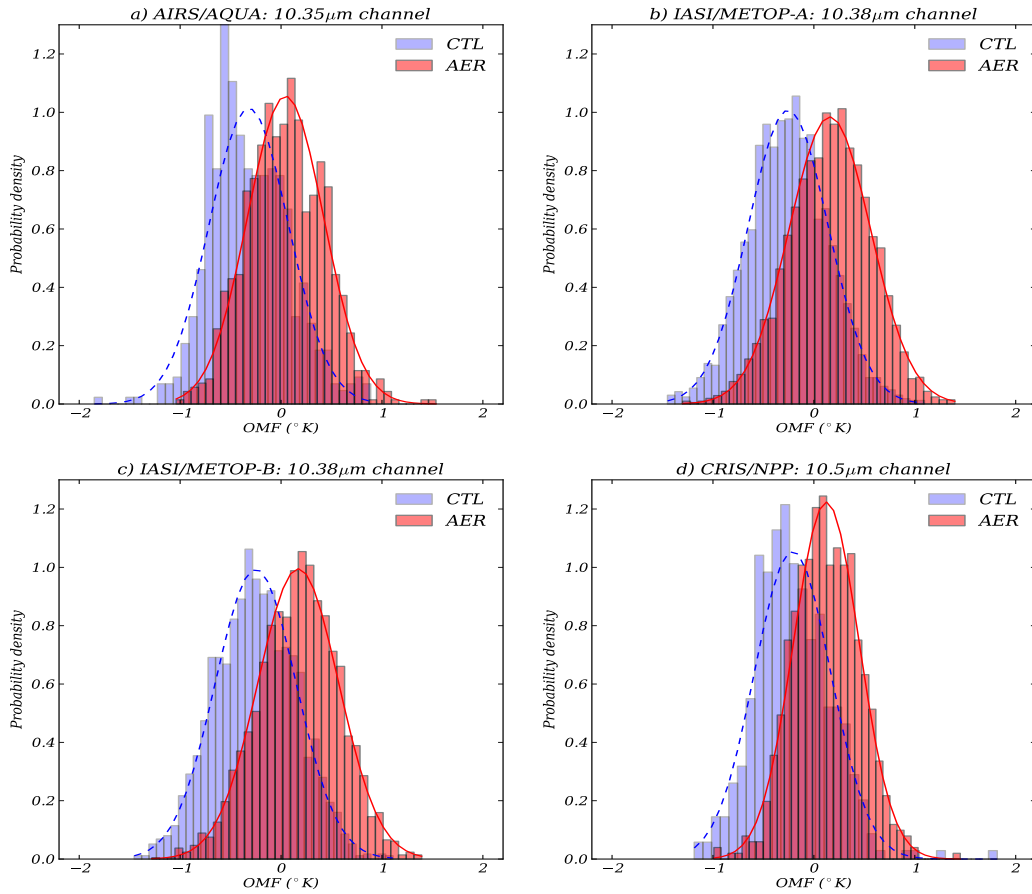 a) AIRS/AQUA: 10.35μm channel
CTL
AER
Probability density
1.2
1.0
0.8
0.6
0.4
0.2
0.0
−2
−1
0
1
2
OMF (°K)
b) IASI/METOP-A: 10.38μm channel
CTL
AER
Probability density
1.2
1.0
0.8
0.6
0.4
0.2
0.0
−2
−1
0
1
2
OMF (°K)
c) IASI/METOP-B: 10.38μm channel
CTL
AER
Probability density
1.2
1.0
0.8
0.6
0.4
0.2
0.0
−2
−1
0
1
2
OMF (°K)
d) CRIS/NPP: 10.5μm channel
CTL
AER
Probability density
1.2
1.0
0.8
0.6
0.4
0.2
0.0
−2
−1
0
1
2
OMF (°K)